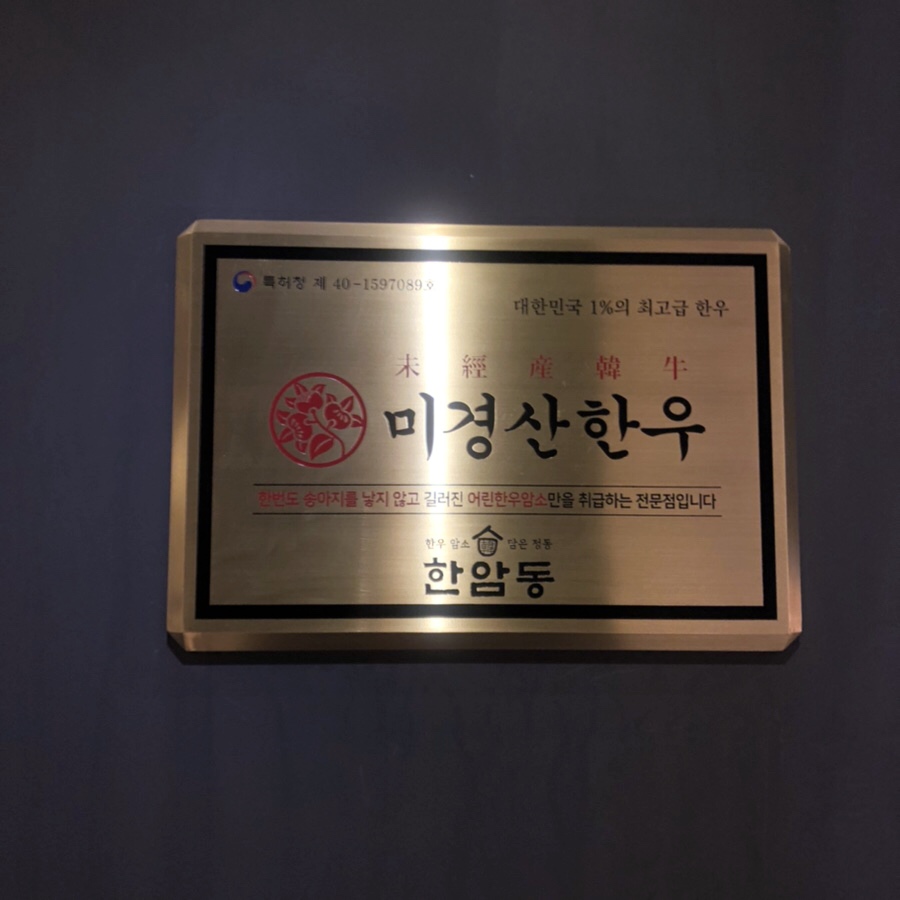 특허청 제 40-1597089호
대한민국 1%의 최고급 한우
未經産韓牛
미경산한우
한번도 송아지를 낳지 않고 길러진 어린한우암소만을 취급하는 전문점입니다
한우 암소 담은 정동
한암동